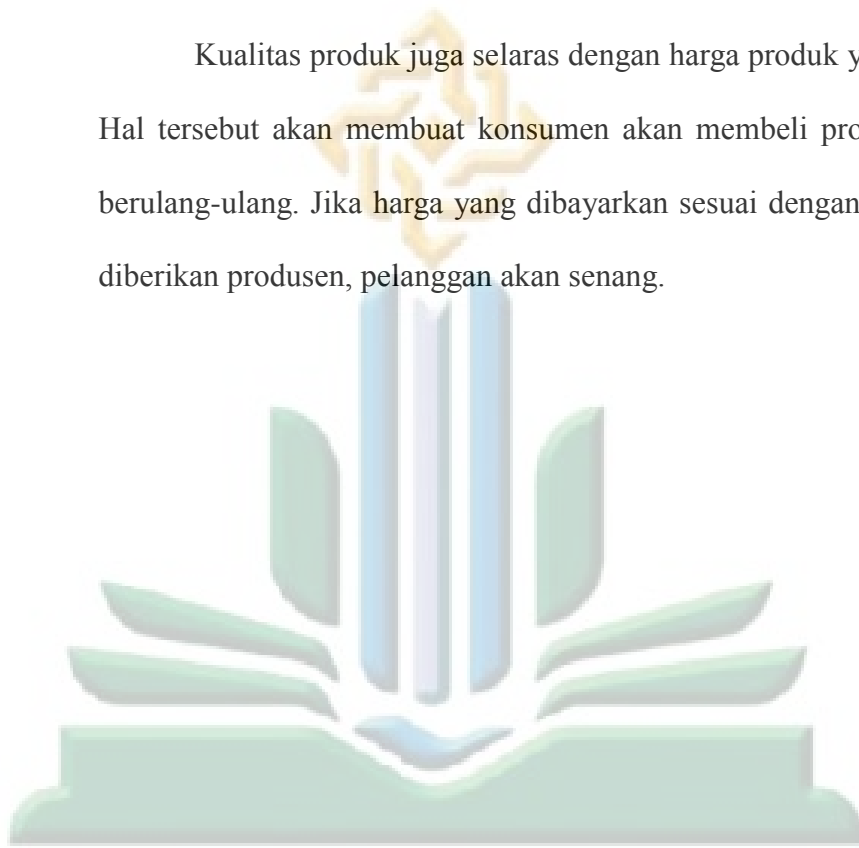 Kualitas produk juga selaras dengan harga produk
Hal tersebut akan membuat konsumen akan membeli
berulang-ulang. Jika harga yang dibayarkan sesuai dengan
diberikan produsen, pelanggan akan senang.